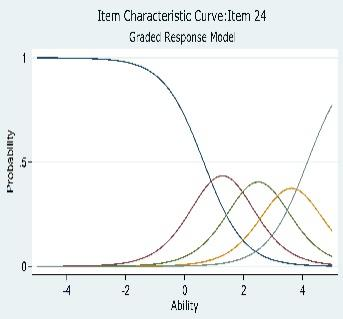 Item Characteristic Curve:Item 24
Graded Response Model
Probability
1
.5
0
-4 -2 0 2 4
Ability